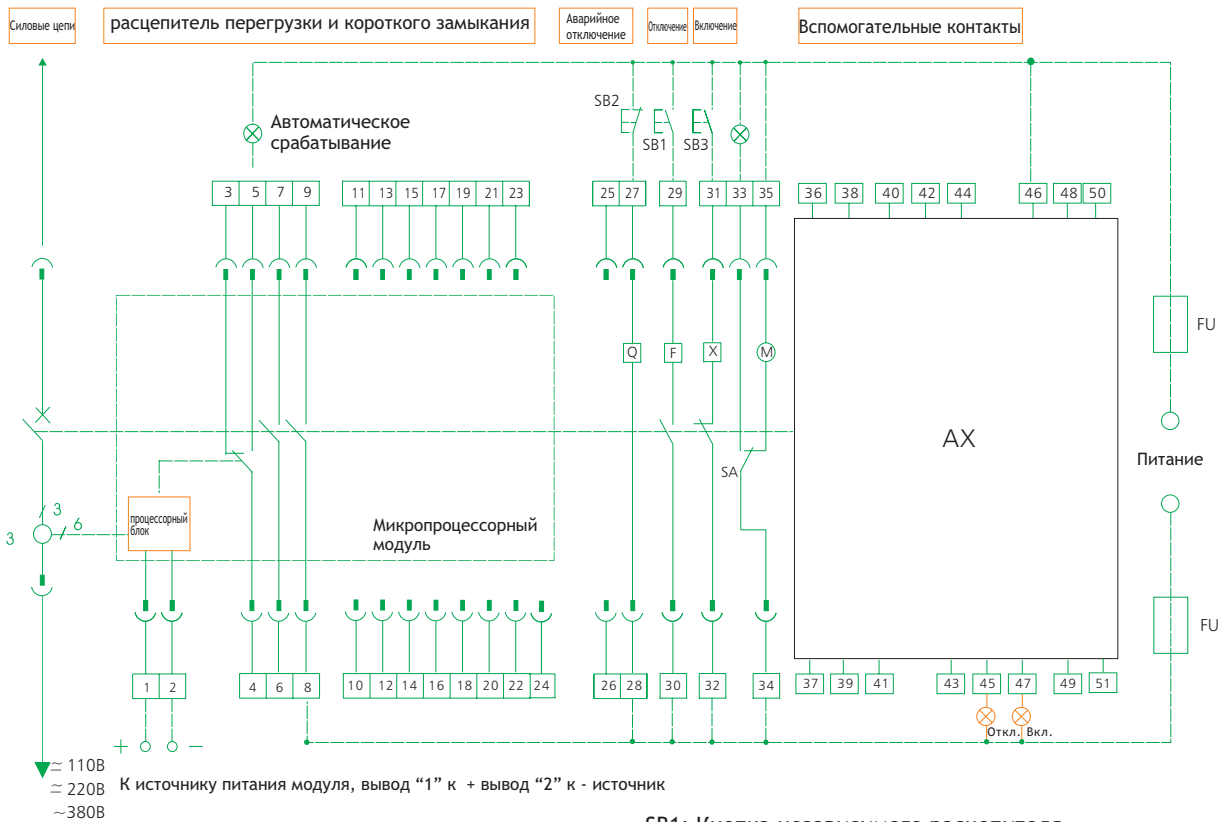 Силовые цепи
расцепитель перегрузки и короткого замыкания
Аварийное
отключение
Отключение
Включение
Вспомогательные контакты
Автоматическое
срабатывание
SB2
SB1
SB3
3 5 7 9
11 13 15 17 19 21 23
25 27
29
31 33 35
36 38 40 42 44 46 48 50
FU
Q
F
X
M
AX
SA
Питание
3
3
6
процессорный
блок
Микропроцессорный
модуль
FU
1 2
4 6 8
10 12 14 16 18 20 22 24
26 28
30
32
34
37 39 41 43 45 47 49 51
Откл. Вкл.
+ −
≃ 110В
≃ 220В
~380В
К источнику питания модуля, вывод “1” к + вывод “2” к - источник